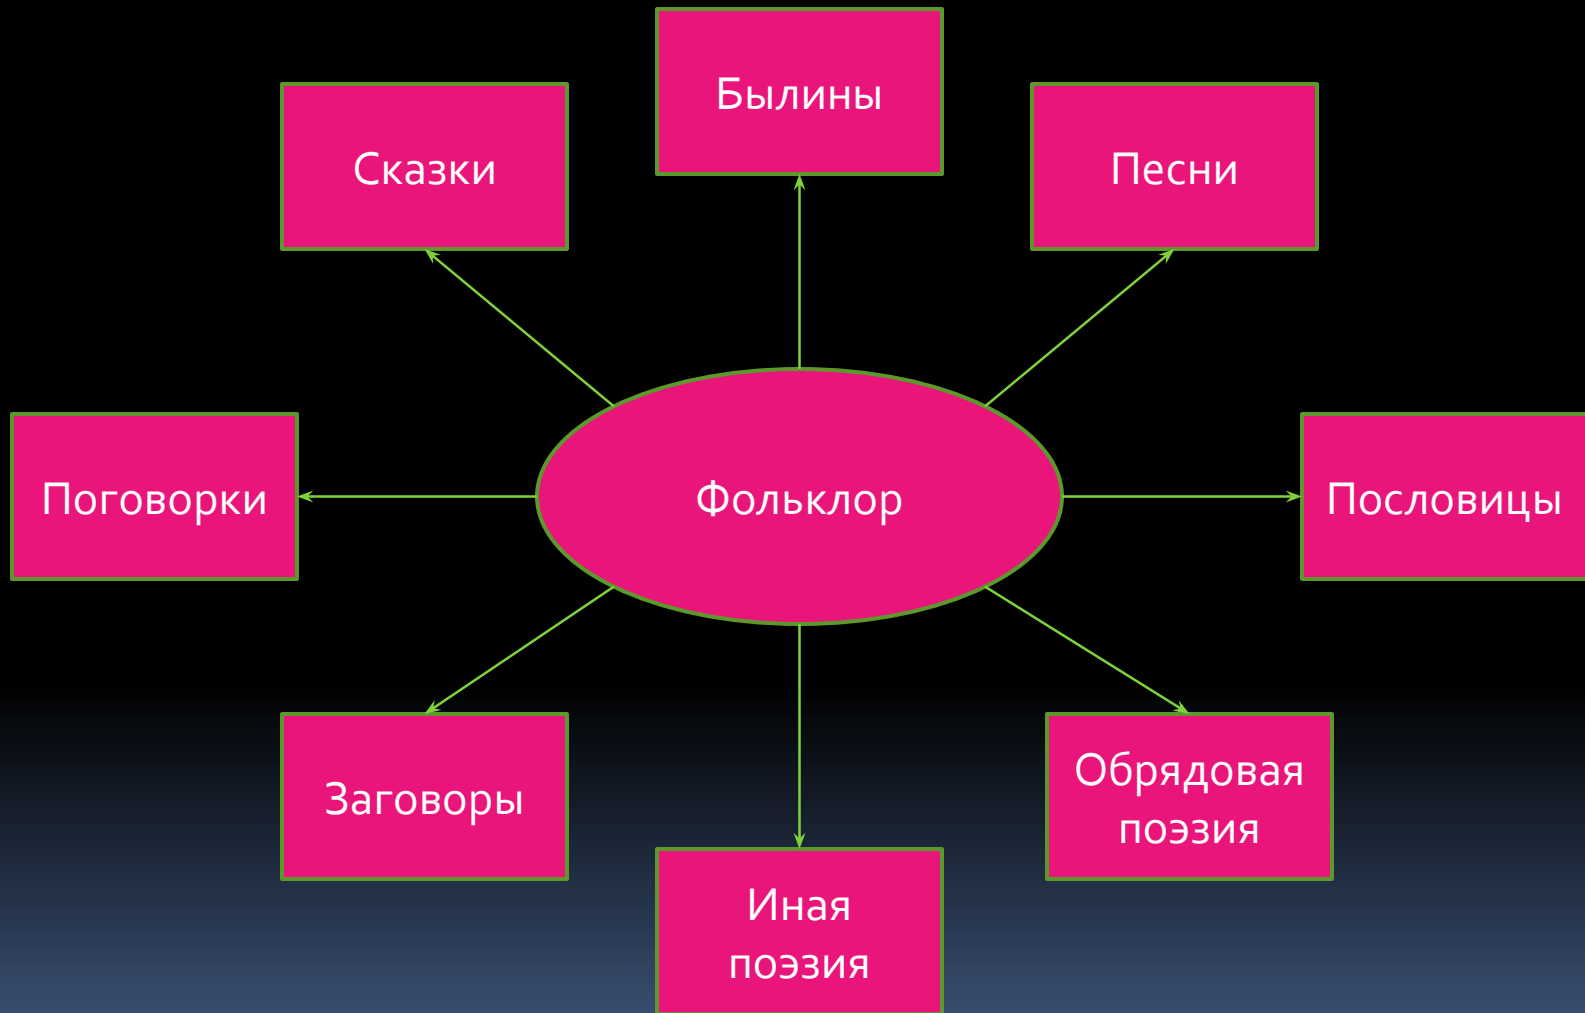 Былины
Сказки
Песни
Поговорки
Фольклор
Пословицы
Заговоры
Обрядовая
поэзия
Иная
поэзия